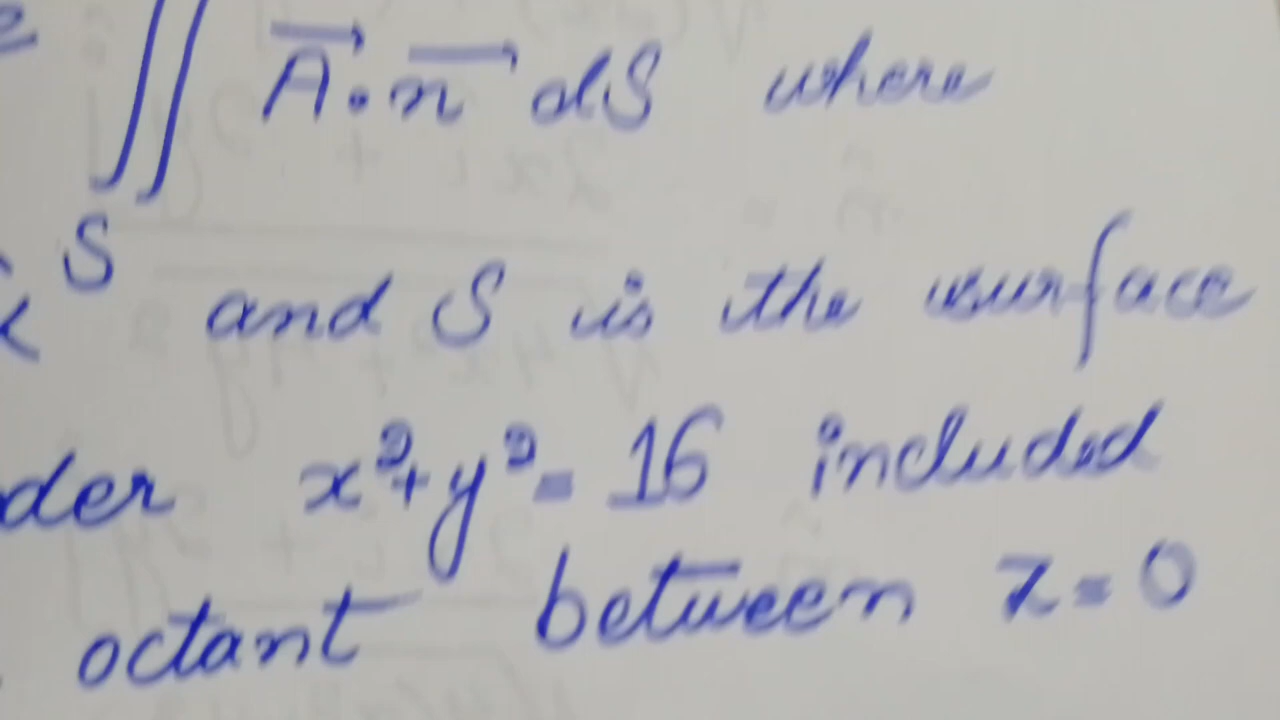 ∬ A⃗·n⃗ dS where
S and S is the surface
der x²+y²=16 included
octant between z=0